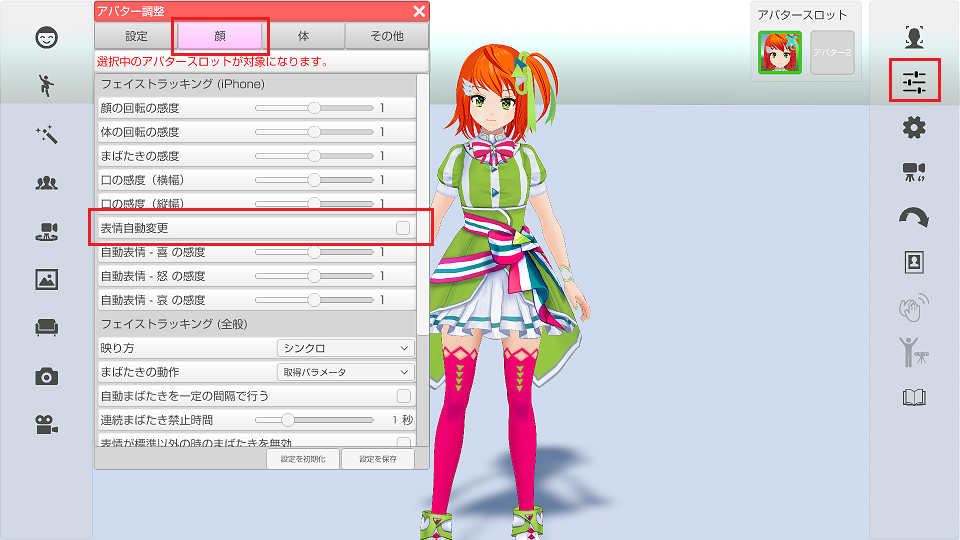 アバター調整
設定 顔 体 その他
選択中のアバタースロットが対象になります。
フェイストラッキング (iPhone)
顔の回転の感度 1
体の回転の感度 1
まばたきの感度 1
口の感度（横幅） 1
口の感度（縦幅） 1
表情自動変更
自動表情 - 喜 の感度 1
自動表情 - 怒 の感度 1
自動表情 - 哀 の感度 1
フェイストラッキング (全般)
映り方 シンクロ
まばたきの動作 取得パラメータ
自動まばたきを一定の間隔で行う
連続まばたき禁止時間 1 秒
表情が標準以外の時のまばたきを無効
設定を初期化 設定を保存
アバタースロット
アバター2